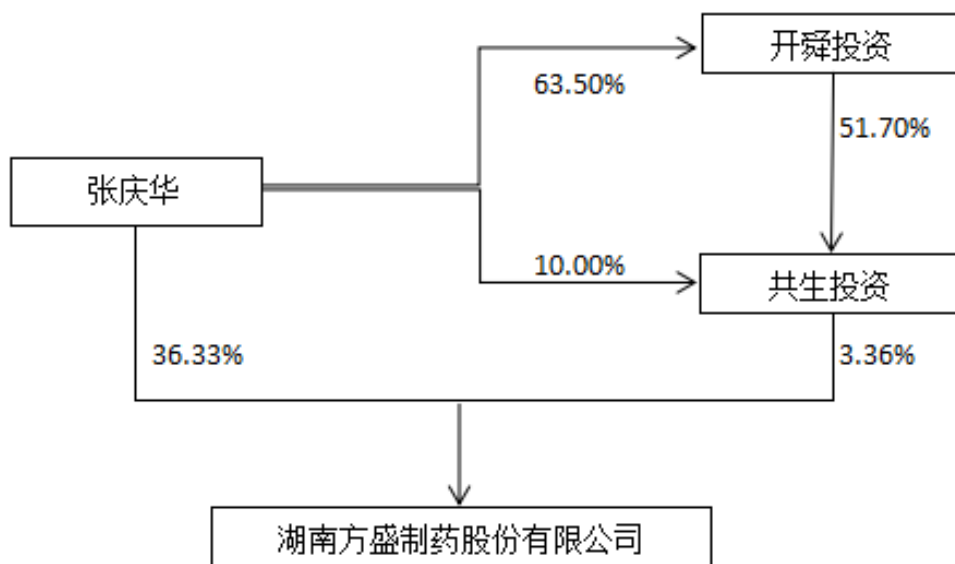 开舜投资
63.50%
51.70%
张庆华
10.00%
共生投资
36.33%
3.36%
湖南方盛制药股份有限公司